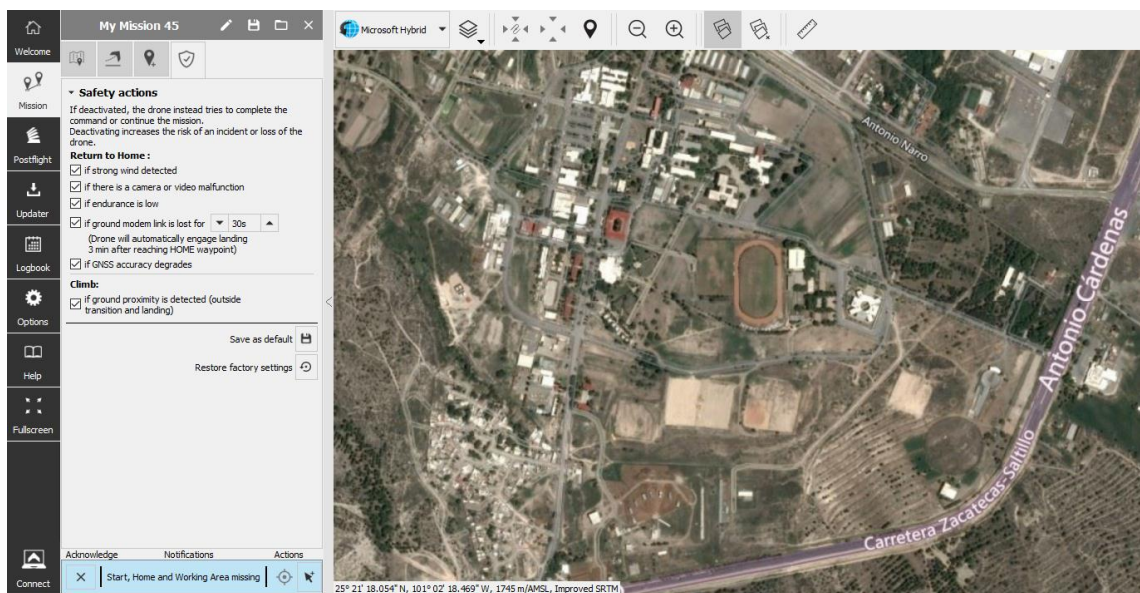 Welcome
Mission
Postflight
Updater
Logbook
Options
Help
Fullscreen
Connect
My Mission 45
Safety actions
If deactivated, the drone instead tries to complete the
command or continue the mission.
Deactivating increases the risk of an incident or loss of the
drone.
Return to Home :
if strong wind detected
if there is a camera or video malfunction
if endurance is low
if ground modem link is lost for 30s
(Drone will automatically engage landing
3 min after reaching HOME waypoint)
if GNSS accuracy degrades
Climb:
if ground proximity is detected (outside
transition and landing)
Save as default
Restore factory settings
Acknowledge Notifications Actions
Start, Home and Working Area missing
Microsoft Hybrid
Antonio Narro
Antonio Cárdenas
Carretera Zacatecas-Saltillo
25° 21' 18.054" N, 101° 02' 18.469" W, 1745 m/AMSL, Improved SRTM